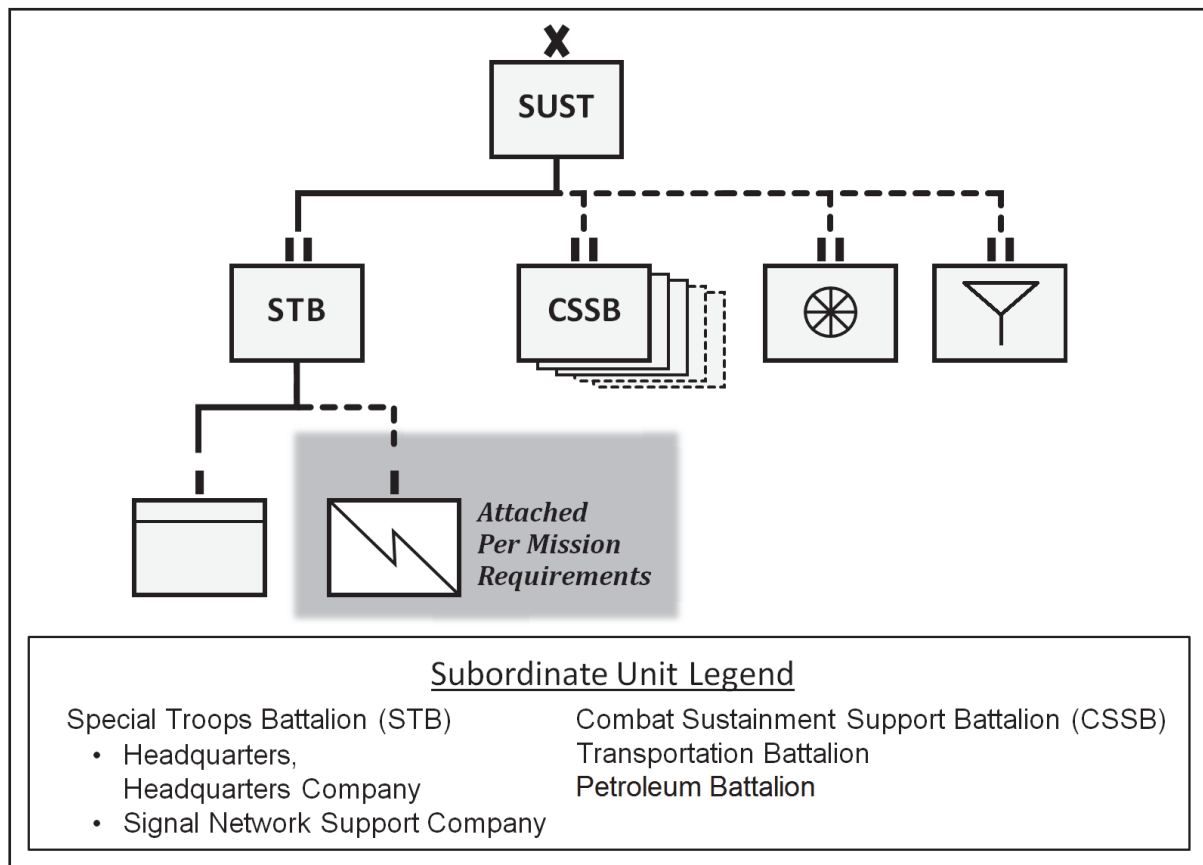 SUST
STB
CSSB
Attached
Per Mission
Requirements
Subordinate Unit Legend
Special Troops Battalion (STB)
• Headquarters,
Headquarters Company
• Signal Network Support Company
Combat Sustainment Support Battalion (CSSB)
Transportation Battalion
Petroleum Battalion